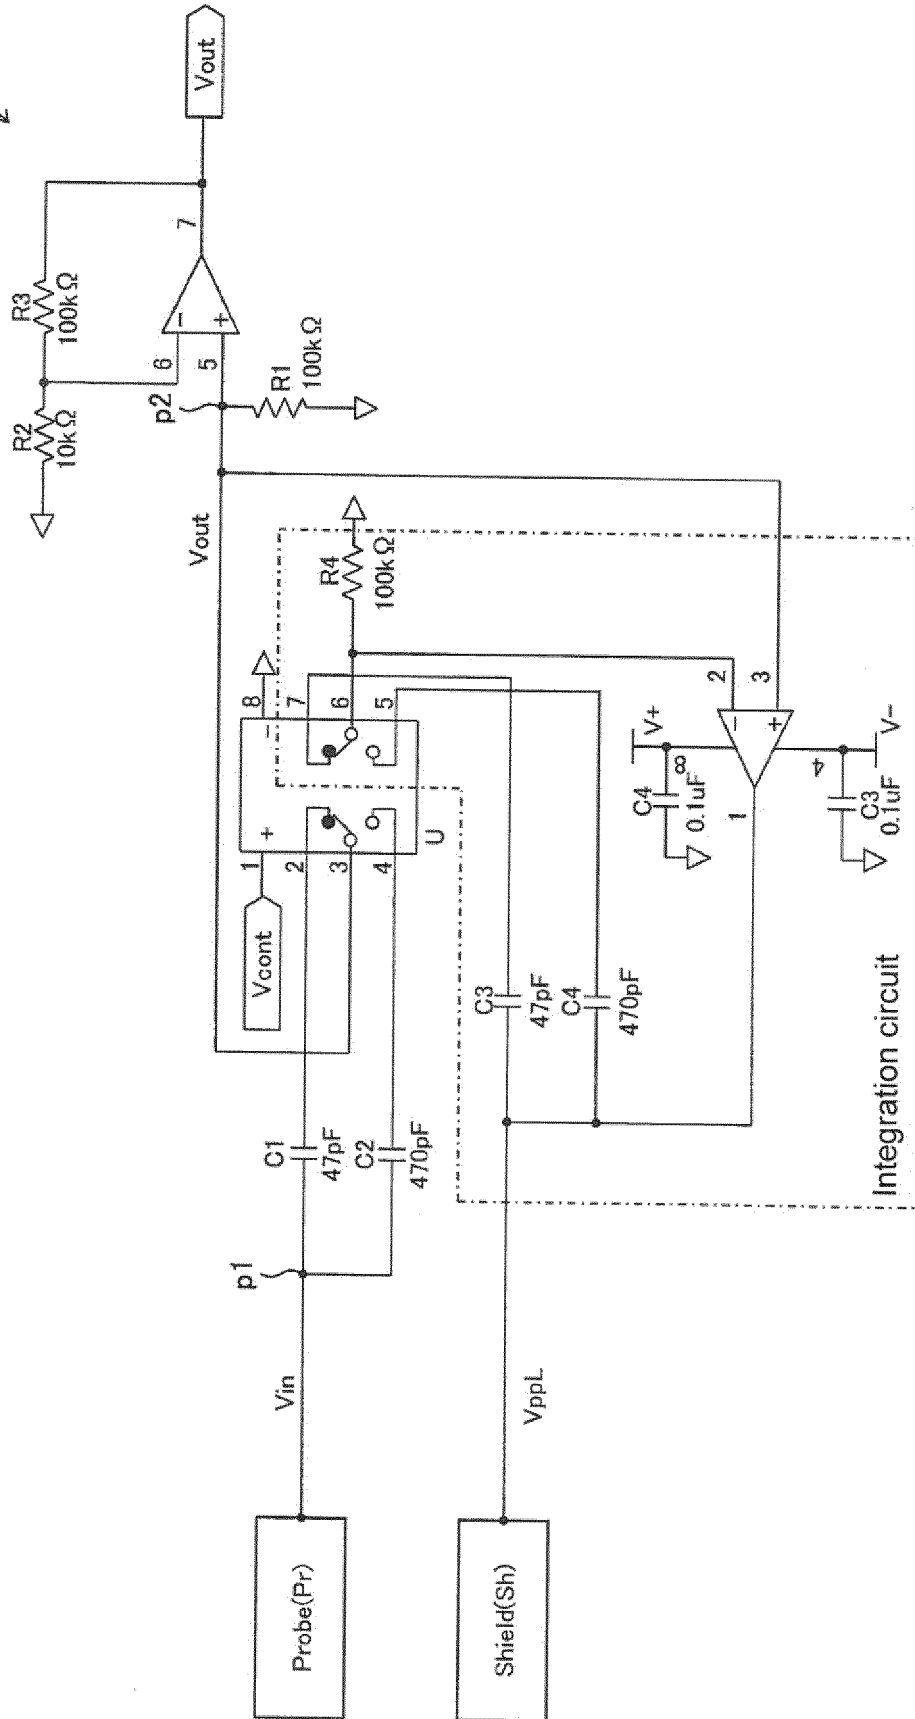 Vout
R3
100kΩ
R2
10kΩ
7
6
5
−
+
p2
R1
100kΩ
Vout
R4
100kΩ
8
7
6
5
−
+
U
1
2
3
4
Vcont
2
3
−
+
V+
8
C4
0.1uF
V-
4
C3
0.1uF
1
C1
47pF
C2
470pF
C3
47pF
C4
470pF
p1
Vin
VppL
Probe(Pr)
Shield(Sh)
Integration circuit